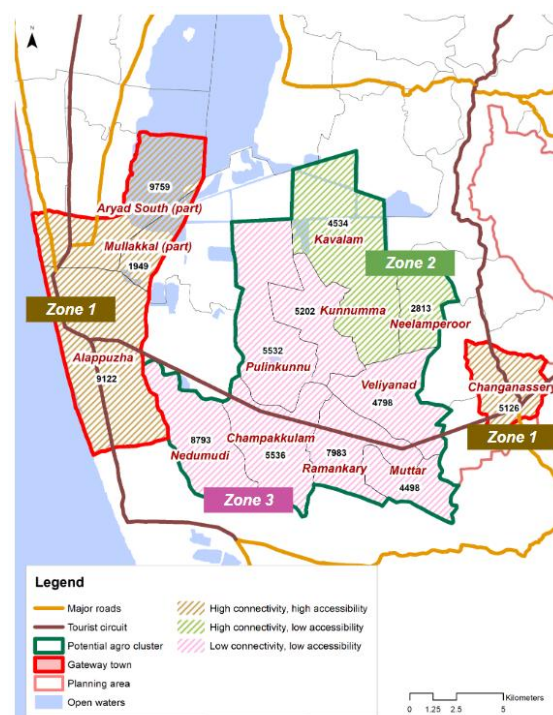 N
9759
Aryad South (part)
Mullakkal (part)
1949
Zone 1
Alappuzha
9122
4534
Kavalam
Zone 2
5202
Kunnumma
2813
Neelamperoor
5532
Pulinkunnu
Veliyanad
4798
Changanassery
5126
Zone 1
8793
Nedumudi
Champakkulam
5536
7983
Ramankary
Muttar
4498
Zone 3
Legend
Major roads
Tourist circuit
Potential agro cluster
Gateway town
Planning area
Open waters
High connectivity, high accessibility
High connectivity, low accessibility
Low connectivity, low accessibility
Kilometers
0 1.25 2.5 5